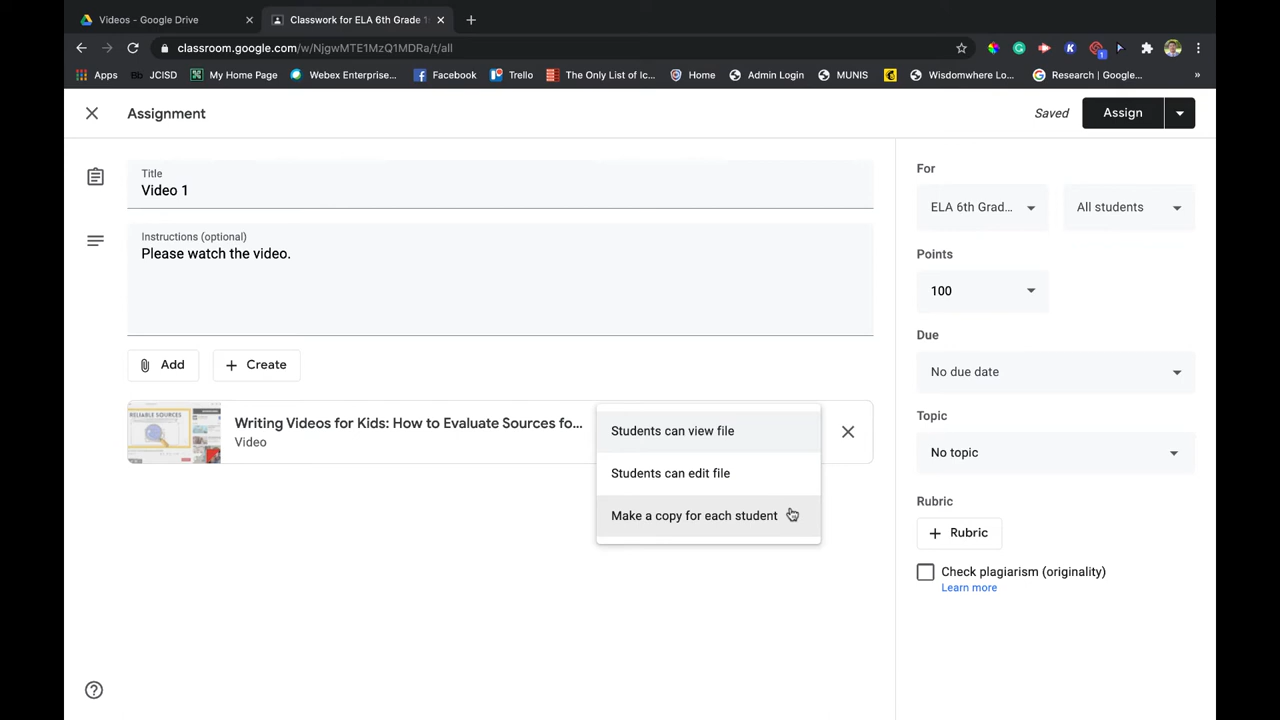 Videos - Google Drive
Classwork for ELA 6th Grade 1
classroom.google.com/w/NjgwMTE1MzQ1MDRa/t/all
Apps
Bb JCISD
My Home Page
Webex Enterprise...
Facebook
Trello
The Only List of Ic...
Home
Admin Login
MUNIS
Wisdomwhere Lo...
Research | Google...
»
Assignment
Saved
Assign
Title
Video 1
Instructions (optional)
Please watch the video.
Add
Create
RELIABLE SOURCES
Writing Videos for Kids: How to Evaluate Sources fo...
Video
Students can view file
Students can edit file
Make a copy for each student
For
ELA 6th Grad...
All students
Points
100
Due
No due date
Topic
No topic
Rubric
Rubric
Check plagiarism (originality)
Learn more